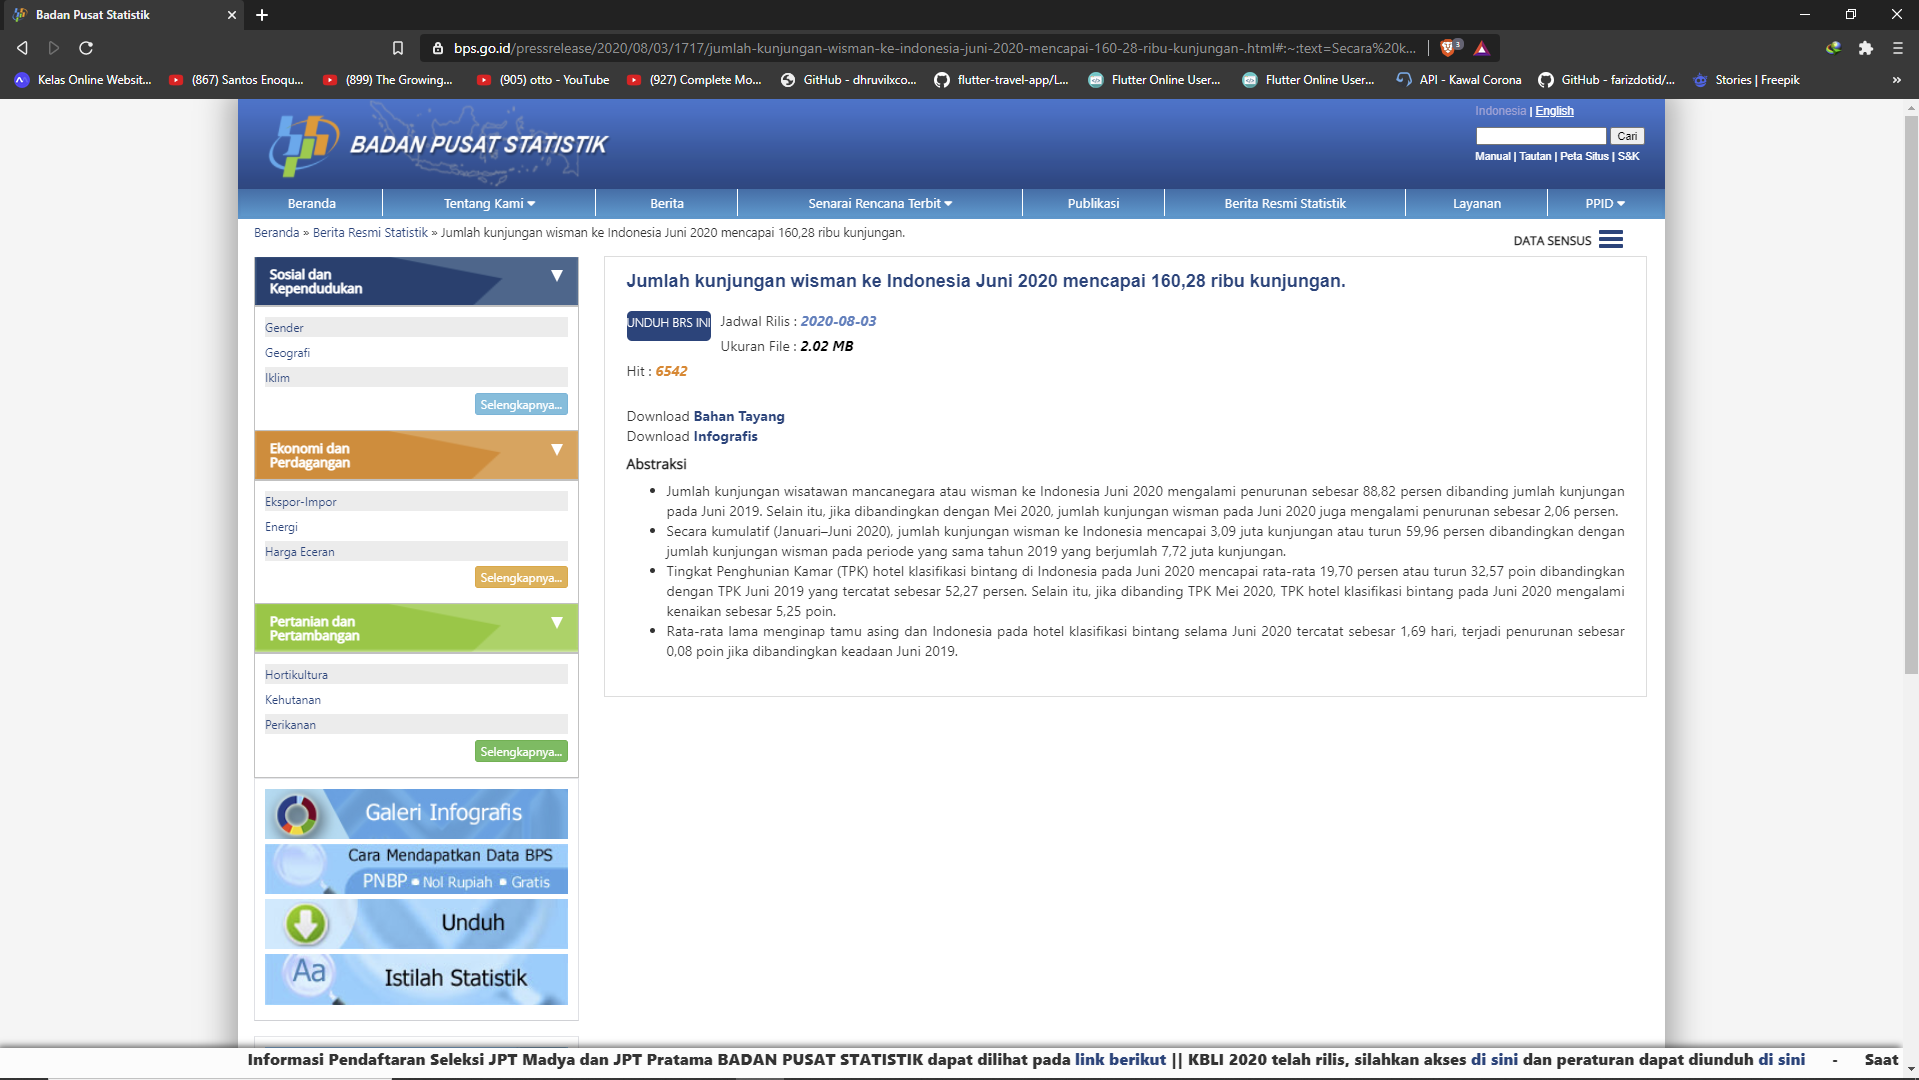 Badan Pusat Statistik
bps.go.id/pressrelease/2020/08/03/1717/jumlah-kunjungan-wisman-ke-indonesia-juni-2020-mencapai-160-28-ribu-kunjungan-.html#:~:text=Secara%20k...
3
Kelas Online Websit...
(867) Santos Enoqu...
(899) The Growing...
(905) otto - YouTube
(927) Complete Mo...
GitHub - dhruvilxco...
flutter-travel-app/L...
Flutter Online User...
Flutter Online User...
API - Kawal Corona
GitHub - farizdotid/...
Stories | Freepik
BADAN PUSAT STATISTIK
Indonesia | English
Cari
Manual | Tautan | Peta Situs | S&K
Beranda
Tentang Kami
Berita
Senarai Rencana Terbit
Publikasi
Berita Resmi Statistik
Layanan
PPID
Beranda » Berita Resmi Statistik » Jumlah kunjungan wisman ke Indonesia Juni 2020 mencapai 160,28 ribu kunjungan.
DATA SENSUS
Sosial dan
Kependudukan
Gender
Geografi
Iklim
Selengkapnya...
Ekonomi dan
Perdagangan
Ekspor-Impor
Energi
Harga Eceran
Selengkapnya...
Pertanian dan
Pertambangan
Hortikultura
Kehutanan
Perikanan
Selengkapnya...
Galeri Infografis
Cara Mendapatkan Data BPS
PNBP • Nol Rupiah • Gratis
Unduh
Aa
Istilah Statistik
Jumlah kunjungan wisman ke Indonesia Juni 2020 mencapai 160,28 ribu kunjungan.
UNDUH BRS INI
Jadwal Rilis : 2020-08-03
Ukuran File : 2.02 MB
Hit : 6542
Download Bahan Tayang
Download Infografis
Abstraksi
• Jumlah kunjungan wisatawan mancanegara atau wisman ke Indonesia Juni 2020 mengalami penurunan sebesar 88,82 persen dibanding jumlah kunjungan
pada Juni 2019. Selain itu, jika dibandingkan dengan Mei 2020, jumlah kunjungan wisman pada Juni 2020 juga mengalami penurunan sebesar 2,06 persen.
• Secara kumulatif (Januari–Juni 2020), jumlah kunjungan wisman ke Indonesia mencapai 3,09 juta kunjungan atau turun 59,96 persen dibandingkan dengan
jumlah kunjungan wisman pada periode yang sama tahun 2019 yang berjumlah 7,72 juta kunjungan.
• Tingkat Penghunian Kamar (TPK) hotel klasifikasi bintang di Indonesia pada Juni 2020 mencapai rata-rata 19,70 persen atau turun 32,57 poin dibandingkan
dengan TPK Juni 2019 yang tercatat sebesar 52,27 persen. Selain itu, jika dibanding TPK Mei 2020, TPK hotel klasifikasi bintang pada Juni 2020 mengalami
kenaikan sebesar 5,25 poin.
• Rata-rata lama menginap tamu asing dan Indonesia pada hotel klasifikasi bintang selama Juni 2020 tercatat sebesar 1,69 hari, terjadi penurunan sebesar
0,08 poin jika dibandingkan keadaan Juni 2019.
Informasi Pendaftaran Seleksi JPT Madya dan JPT Pratama BADAN PUSAT STATISTIK dapat dilihat pada link berikut || KBLI 2020 telah rilis, silahkan akses di sini dan peraturan dapat diunduh di sini - Saat